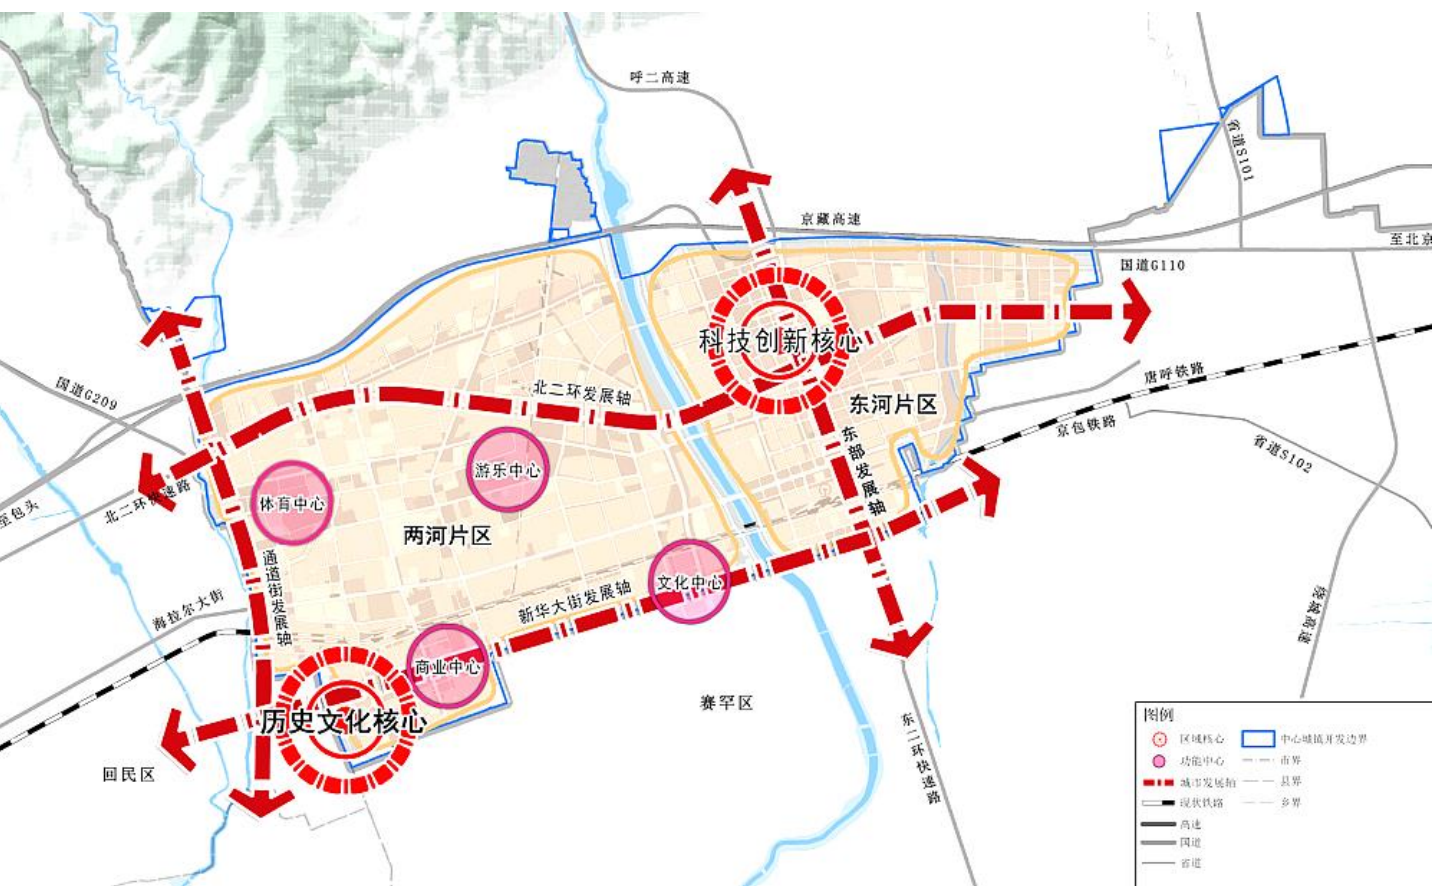 呼二高速
省道S101
京藏高速
至北京
国道G110
科技创新核心
唐呼铁路
国道G209
北二环发展轴
东河片区
京包铁路
省道S102
东部发展轴
游乐中心
体育中心
北二环快速路
至包头
两河片区
通道街发展轴
文化中心
新华大街发展轴
海拉尔大街
绕城高速
商业中心
历史文化核心
赛罕区
回民区
东二环快速路
图例
区域核心
中心城镇开发边界
功能中心
市界
城市发展轴
县界
现状铁路
乡界
高速
国道
省道